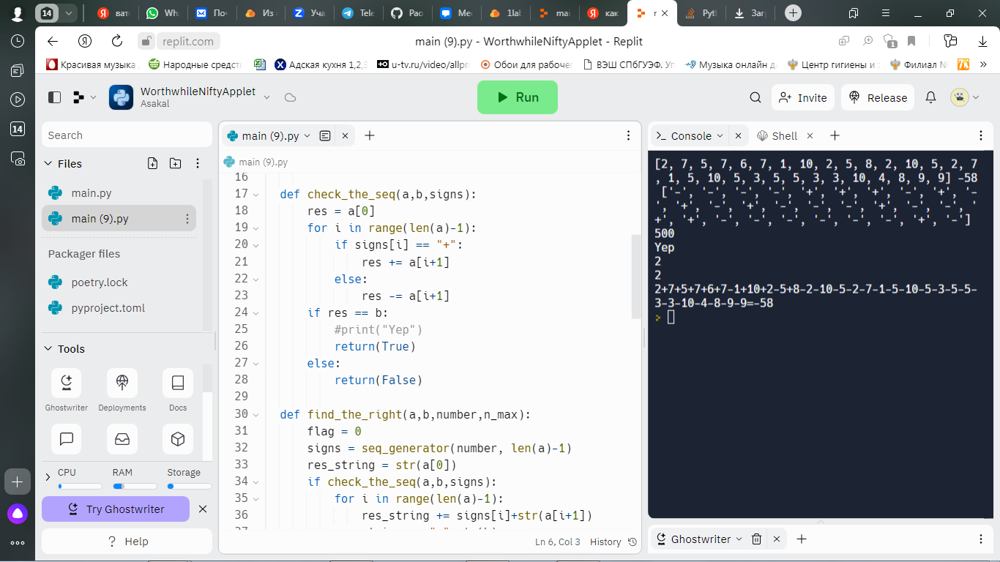 14 вате Wh По Из Уча Tele Pao Me 1lab mai как r Pyt Заг
replit.com main (9).py - WorthwhileNiftyApplet - Replit 1
Красивая музыка Народные средст Адская кухня 1,2,3 u-tv.ru/video/allpro Обои для рабочег ВЭШ СПбГУЭФ. Уп Музыка онлайн д Центр гигиены и з Филиал №
WorthwhileNiftyApplet
Asakal
Run
Invite
Release
Search
Files
main.py
main (9).py
Packager files
poetry.lock
pyproject.toml
Tools
Ghostwriter Deployments Docs
CPU RAM Storage
Try Ghostwriter
? Help
main (9).py
main (9).py
16
17 def check_the_seq(a,b,signs):
18 res = a[0]
19 for i in range(len(a)-1):
20 if signs[i] == "+":
21 res += a[i+1]
22 else:
23 res -= a[i+1]
24 if res == b:
25 #print("Yep")
26 return(True)
27 else:
28 return(False)
29
30 def find_the_right(a,b,number,n_max):
31 flag = 0
32 signs = seq_generator(number, len(a)-1)
33 res_string = str(a[0])
34 if check_the_seq(a,b,signs):
35 for i in range(len(a)-1):
36 res_string += signs[i]+str(a[i+1])
Ln 6, Col 3 History
Console Shell
[2, 7, 5, 7, 6, 7, 1, 10, 2, 5, 8, 2, 10, 5, 2, 7
, 1, 5, 10, 5, 3, 5, 5, 3, 3, 10, 4, 8, 9, 9] -58
['-', '-', '-', '-', '+', '+', '+', '-', '+', '-
', '+', '-', '+', '-', '-', '-', '+', '-', '-', '
+', '+', '-', '-', '-', '-', '-', '-', '+', '-']
500
Yep
2
2
2+7+5+7+6+7-1+10+2-5+8-2-10-5-2-7-1-5-10-5-3-5-5-
3-3-10-4-8-9-9=-58
>
Ghostwriter
14